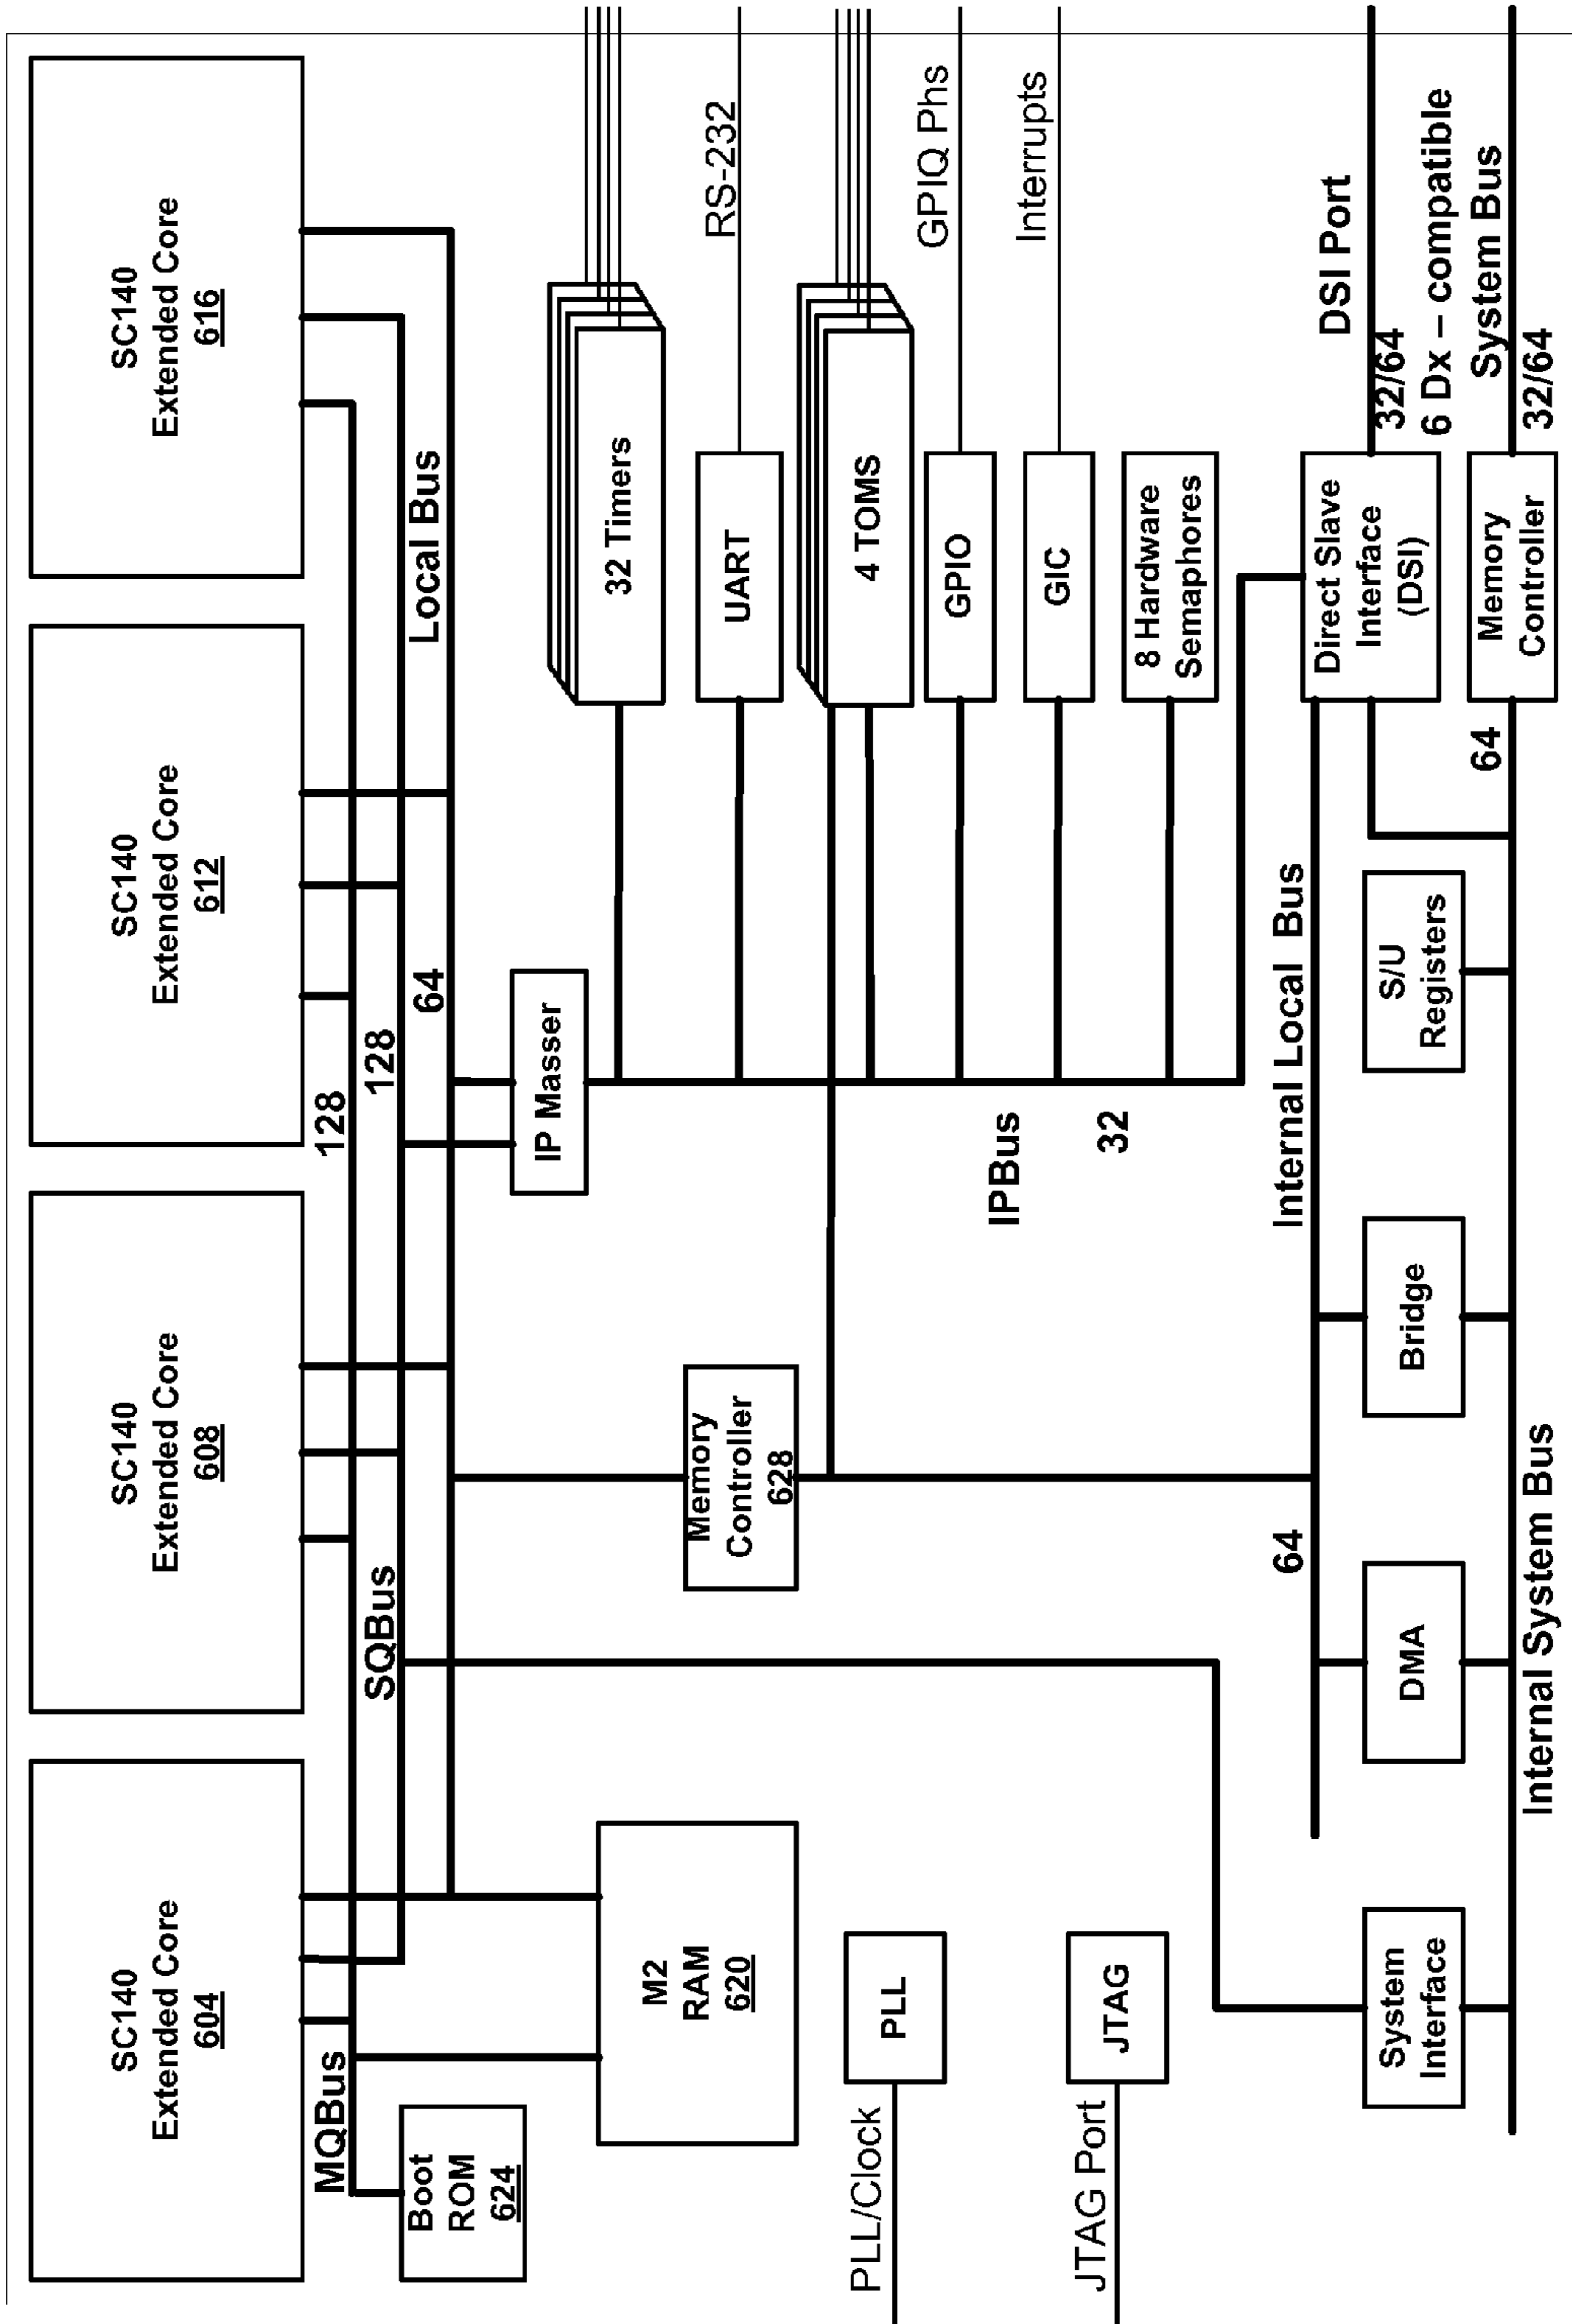 SC140
Extended Core
604
SC140
Extended Core
608
SC140
Extended Core
612
SC140
Extended Core
616
MQBus
128
SQBus
128
Local Bus
64
Boot
ROM
624
IP Masser
32 Timers
M2
RAM
620
Memory
Controller
628
UART
RS-232
4 TOMS
PLL/Clock
PLL
GPIO
GPIQ Phs
IPBus
GIC
Interrupts
JTAG Port
JTAG
32
8 Hardware
Semaphores
64
Internal Local Bus
Direct Slave
Interface
(DSI)
DSI Port
32/64
System
Interface
DMA
Bridge
S/U
Registers
6 Dx – compatible
System Bus
64
Memory
Controller
32/64
Internal System Bus